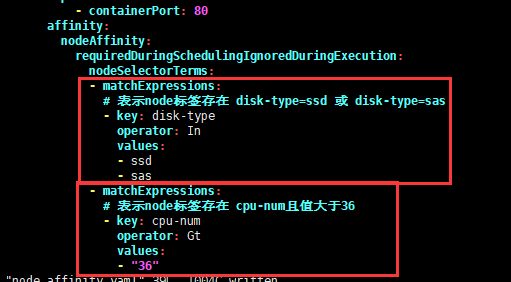 - containerPort: 80
affinity:
nodeAffinity:
requiredDuringSchedulingIgnoredDuringExecution:
nodeSelectorTerms:
- matchExpressions:
# 表示node标签存在 disk-type=ssd 或 disk-type=sas
- key: disk-type
operator: In
values:
- ssd
- sas
- matchExpressions:
# 表示node标签存在 cpu-num且值大于36
- key: cpu-num
operator: Gt
values:
- "36"
"node_affinity.yaml" 39L, 1004C written